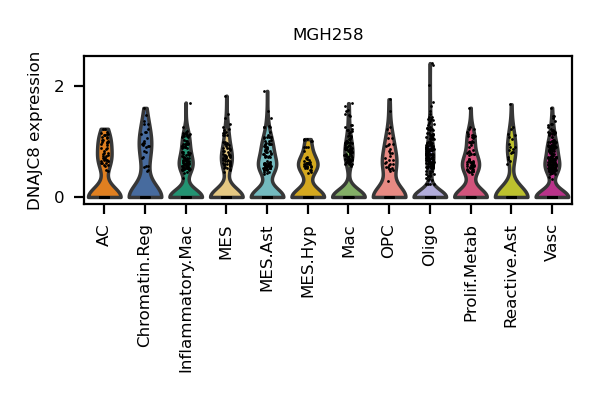 MGH258
DNAJC8 expression
2
0
AC
Chromatin.Reg
Inflammatory.Mac
MES
MES.Ast
MES.Hyp
Mac
OPC
Oligo
Prolif.Metab
Reactive.Ast
Vasc